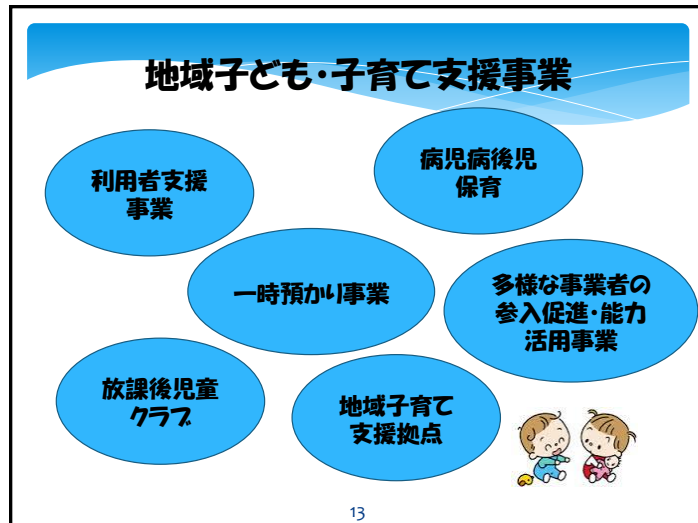 地域子ども・子育て支援事業
利用者支援
事業
病児病後児
保育
一時預かり事業
多様な事業者の
参入促進・能力
活用事業
放課後児童
クラブ
地域子育て
支援拠点
13